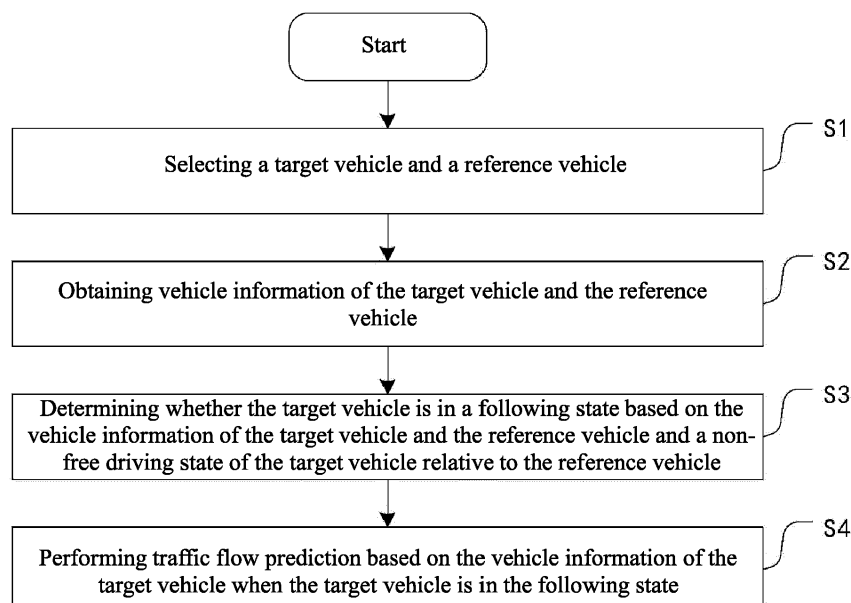 Start
S1
Selecting a target vehicle and a reference vehicle
S2
Obtaining vehicle information of the target vehicle and the reference
vehicle
S3
Determining whether the target vehicle is in a following state based on the
vehicle information of the target vehicle and the reference vehicle and a non-
free driving state of the target vehicle relative to the reference vehicle
S4
Performing traffic flow prediction based on the vehicle information of the
target vehicle when the target vehicle is in the following state